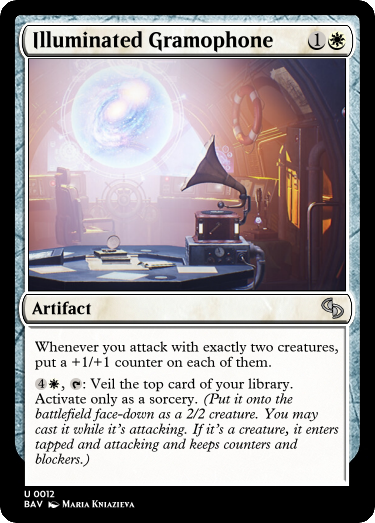 Illuminated Gramophone 1
Artifact
Whenever you attack with exactly two creatures,
put a +1/+1 counter on each of them.
4, : Veil the top card of your library.
Activate only as a sorcery. (Put it onto the
battlefield face-down as a 2/2 creature. You may
cast it while it's attacking. If it's a creature, it enters
tapped and attacking and keeps counters and
blockers.)
U 0012
BAV Maria Kniazieva